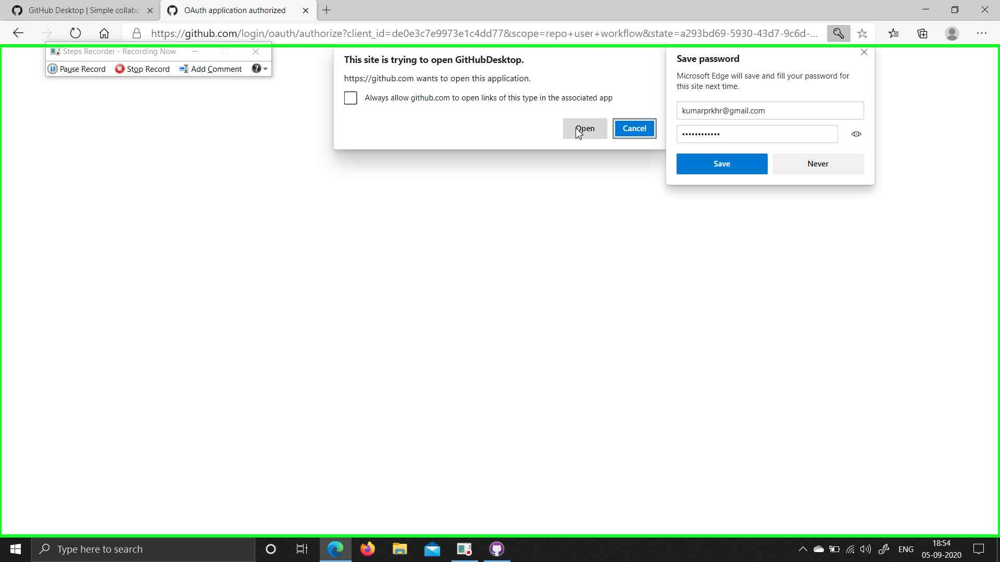 GitHub Desktop | Simple collabo
OAuth application authorized
https://github.com/login/oauth/authorize?client_id=de0e3c7e9973e1c4dd77&scope=repo+user+workflow&state=a293bd69-5930-43d7-9c6d-...
Steps Recorder - Recording Now
Pause Record Stop Record Add Comment
This site is trying to open GitHubDesktop.
https://github.com wants to open this application.
Always allow github.com to open links of this type in the associated app
Open Cancel
Save password
Microsoft Edge will save and fill your password for
this site next time.
kumarprkhr@gmail.com
••••••••••••
Save Never
Type here to search
ENG
18:54
05-09-2020